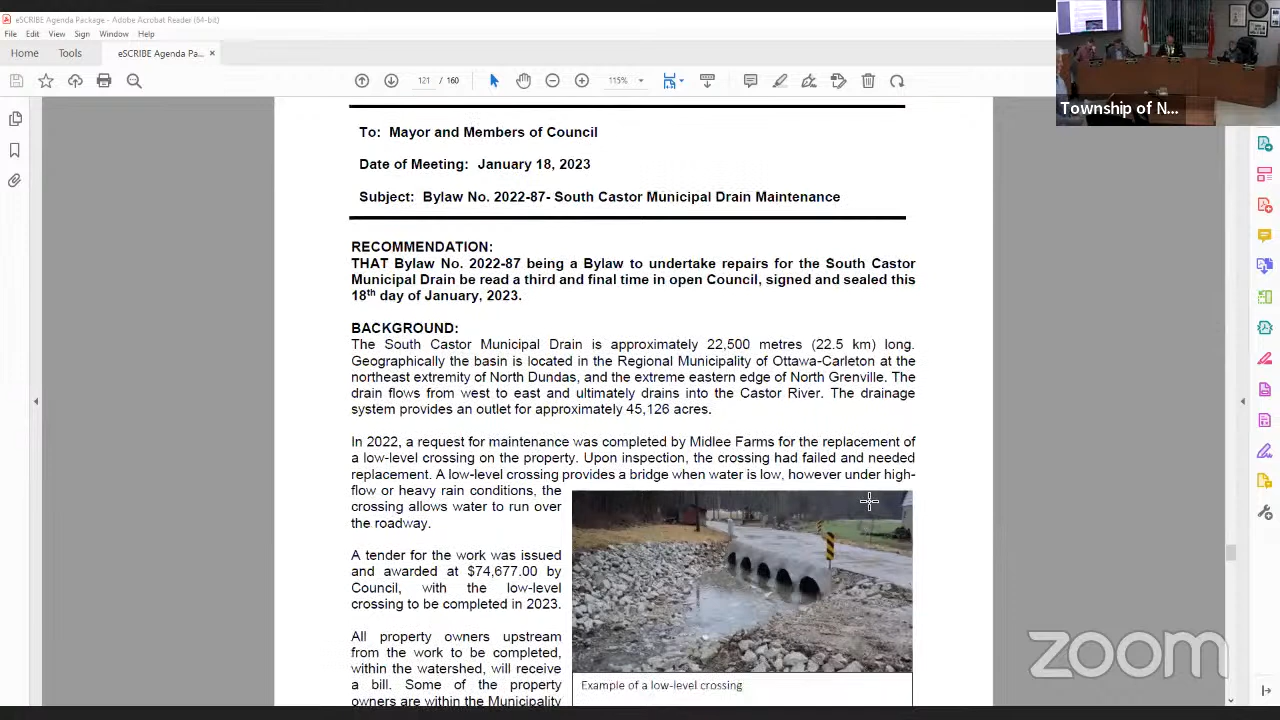 eSCRIBE Agenda Package - Adobe Acrobat Reader (64-bit)
File Edit View Sign Window Help
Home Tools eSCRIBE Agenda Pa... ×
121 / 160 115%
Township of N...
To: Mayor and Members of Council
Date of Meeting: January 18, 2023
Subject: Bylaw No. 2022-87- South Castor Municipal Drain Maintenance
RECOMMENDATION:
THAT Bylaw No. 2022-87 being a Bylaw to undertake repairs for the South Castor
Municipal Drain be read a third and final time in open Council, signed and sealed this
18th day of January, 2023.
BACKGROUND:
The South Castor Municipal Drain is approximately 22,500 metres (22.5 km) long.
Geographically the basin is located in the Regional Municipality of Ottawa-Carleton at the
northeast extremity of North Dundas, and the extreme eastern edge of North Grenville. The
drain flows from west to east and ultimately drains into the Castor River. The drainage
system provides an outlet for approximately 45,126 acres.
In 2022, a request for maintenance was completed by Midlee Farms for the replacement of
a low-level crossing on the property. Upon inspection, the crossing had failed and needed
replacement. A low-level crossing provides a bridge when water is low, however under high-
flow or heavy rain conditions, the
crossing allows water to run over
the roadway.
A tender for the work was issued
and awarded at $74,677.00 by
Council, with the low-level
crossing to be completed in 2023.
All property owners upstream
from the work to be completed,
within the watershed, will receive
a bill. Some of the property
owners are within the Municipality
Example of a low-level crossing
zoom